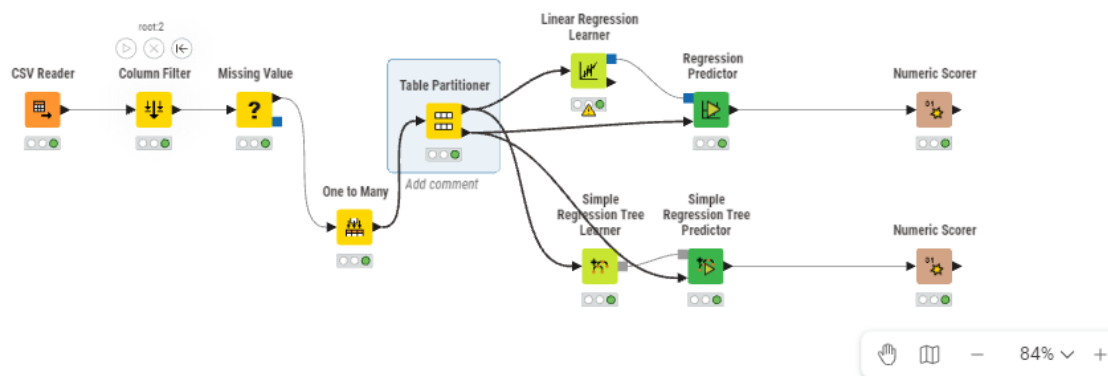 root:2
CSV Reader
Column Filter
Missing Value
One to Many
Table Partitioner
Add comment
Linear Regression
Learner
Regression
Predictor
Numeric Scorer
Simple
Regression Tree
Learner
Simple
Regression Tree
Predictor
Numeric Scorer
84%